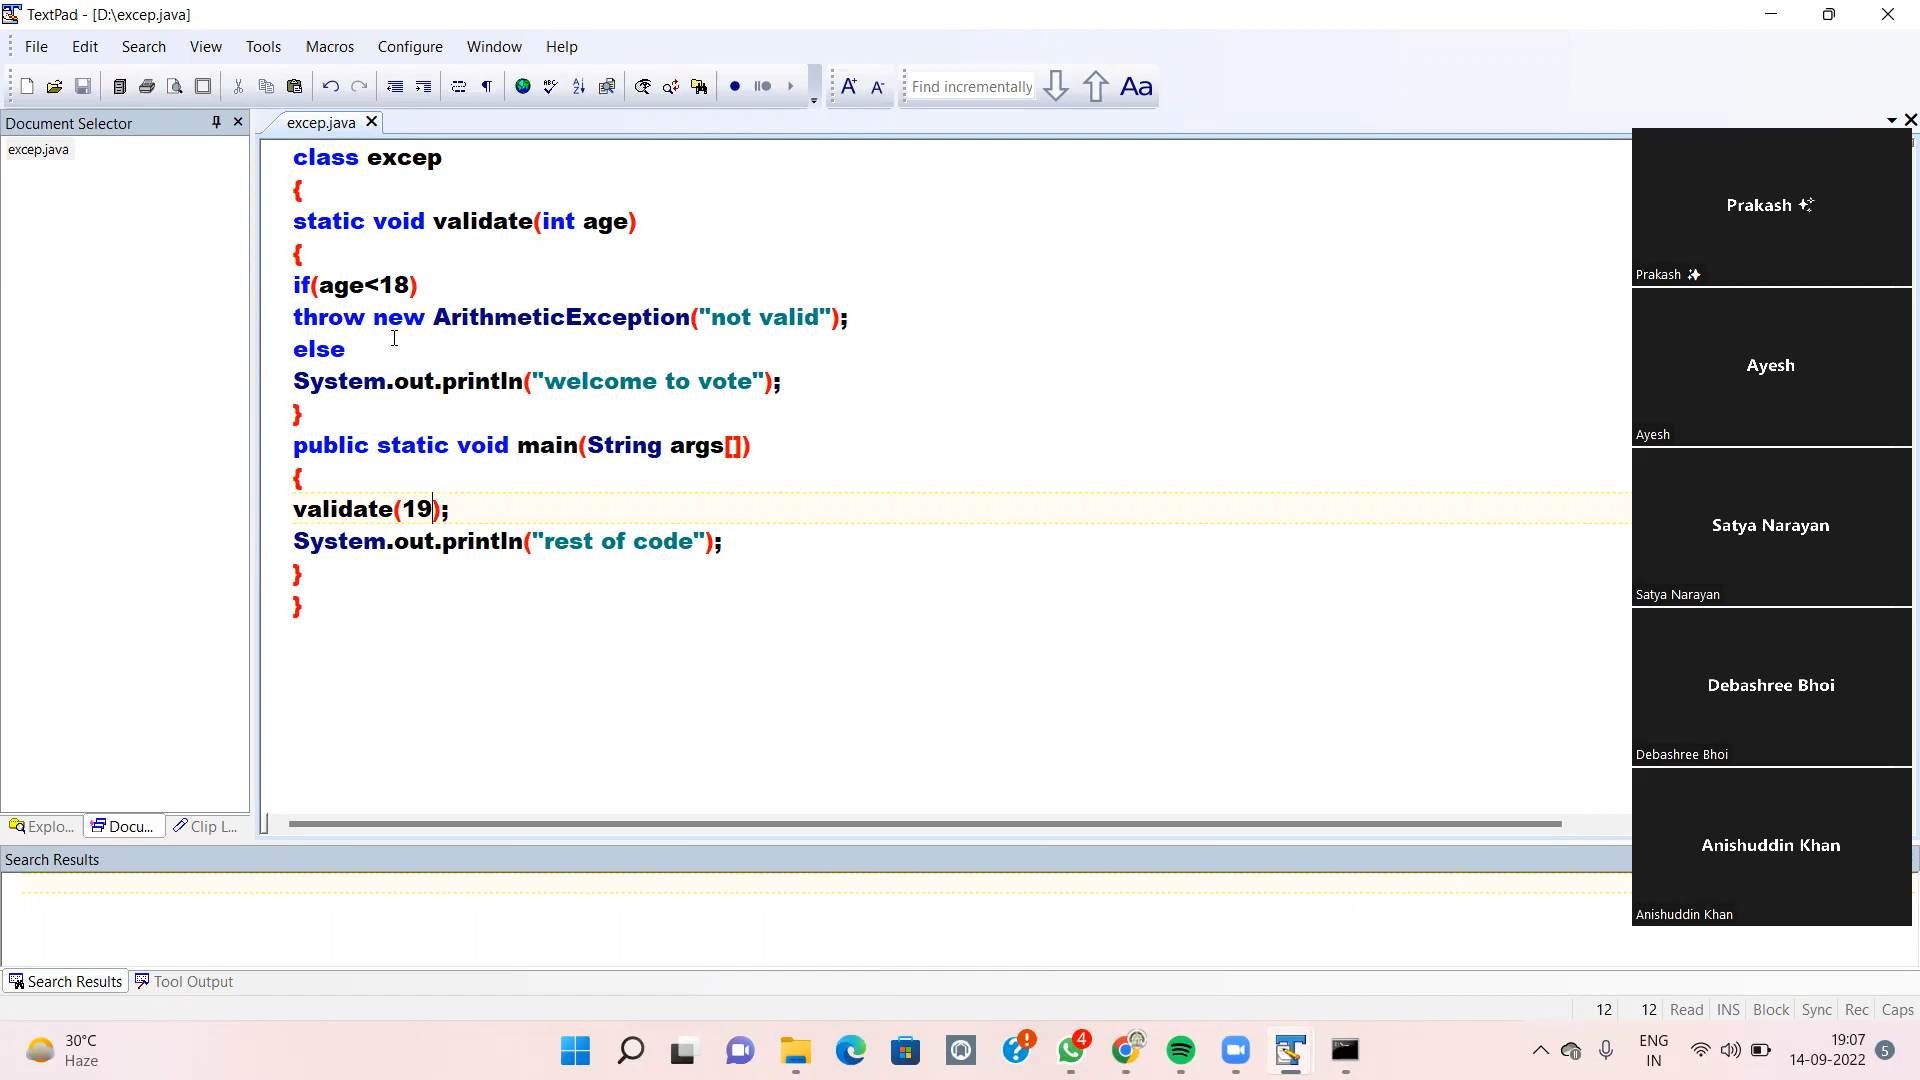 TextPad - [D:\excep.java]
File Edit Search View Tools Macros Configure Window Help
Find incrementally
Aa
Document Selector
excep.java
excep.java
class excep
{
static void validate(int age)
{
if(age<18)
throw new ArithmeticException("not valid");
else
System.out.println("welcome to vote");
}
public static void main(String args[])
{
validate(19);
System.out.println("rest of code");
}
}
Prakash
Prakash
Ayesh
Ayesh
Satya Narayan
Satya Narayan
Debashree Bhoi
Debashree Bhoi
Anishuddin Khan
Anishuddin Khan
Explo... Docu... Clip L...
Search Results
Search Results Tool Output
12 12 Read INS Block Sync Rec Caps
30°C
Haze
4
ENG
IN
19:07
14-09-2022
5